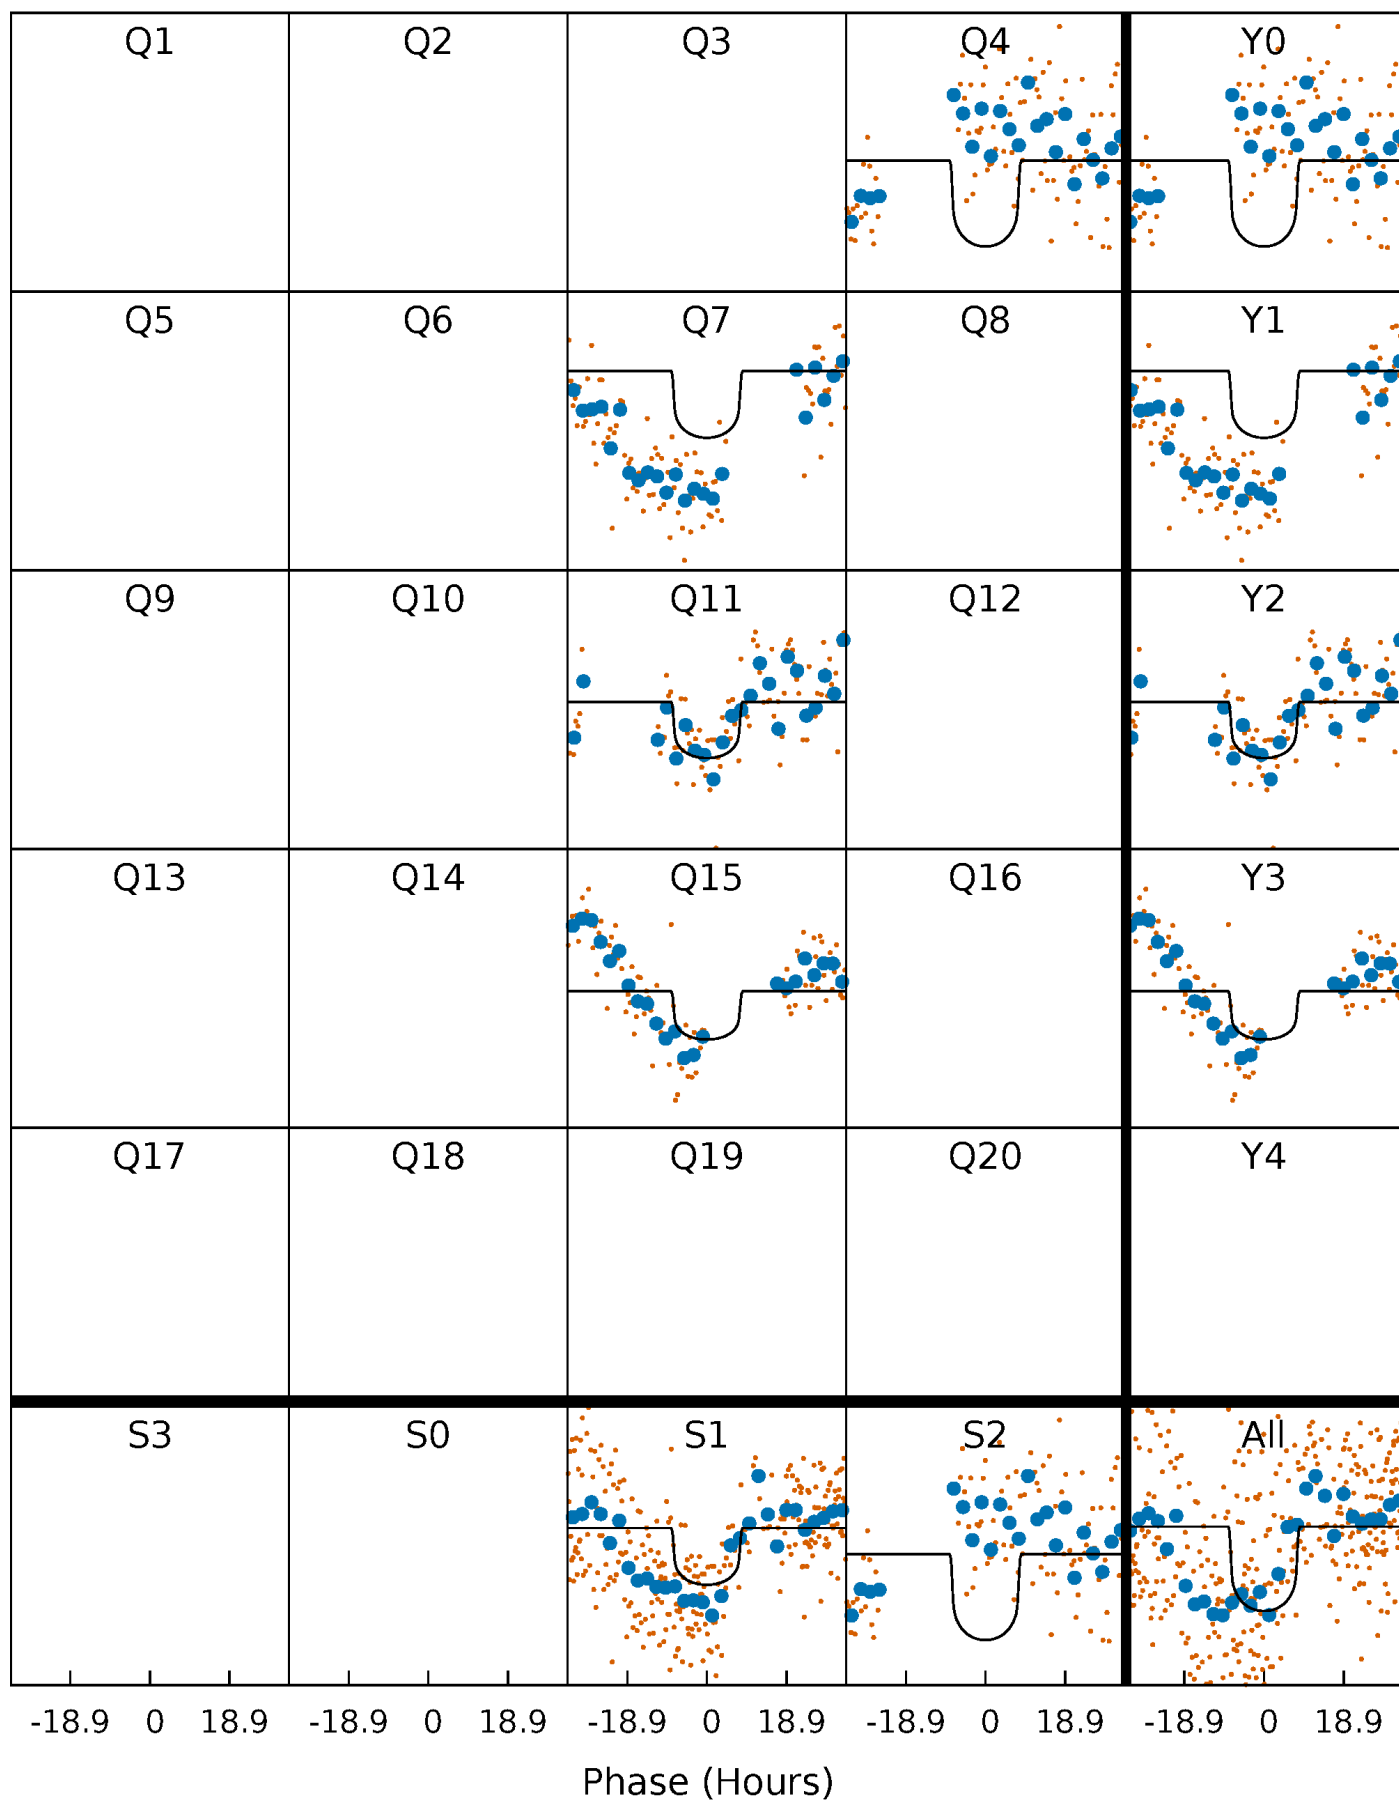 Q1 Q2 Q3 Q4 Y0
Q5 Q6 Q7 Q8 Y1
Q9 Q10 Q11 Q12 Y2
Q13 Q14 Q15 Q16 Y3
Q17 Q18 Q19 Q20 Y4
S3 S0 S1 S2 All
-18.9 0 18.9 -18.9 0 18.9 -18.9 0 18.9 -18.9 0 18.9 -18.9 0 18.9
Phase (Hours)